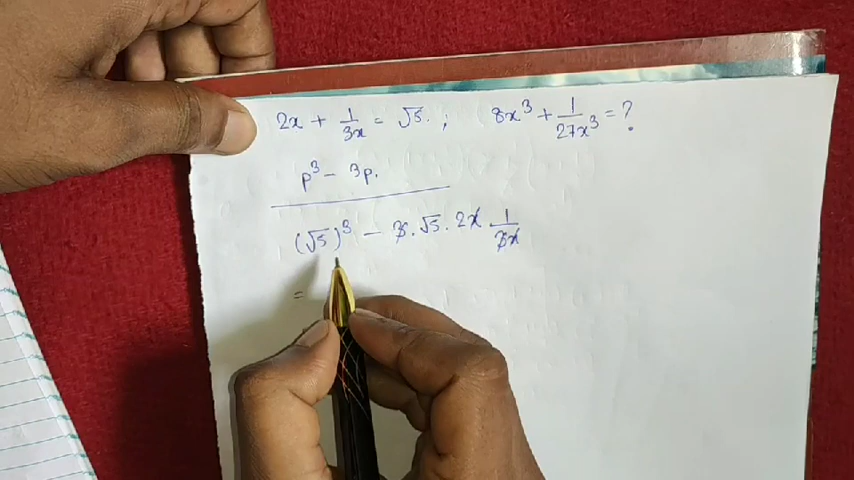 2x + 1/3x = √5. ; 8x³ + 1/27x³ = ?
p³ – ³p.
(√5)³ – 3. √5. 2x 1/3x
=